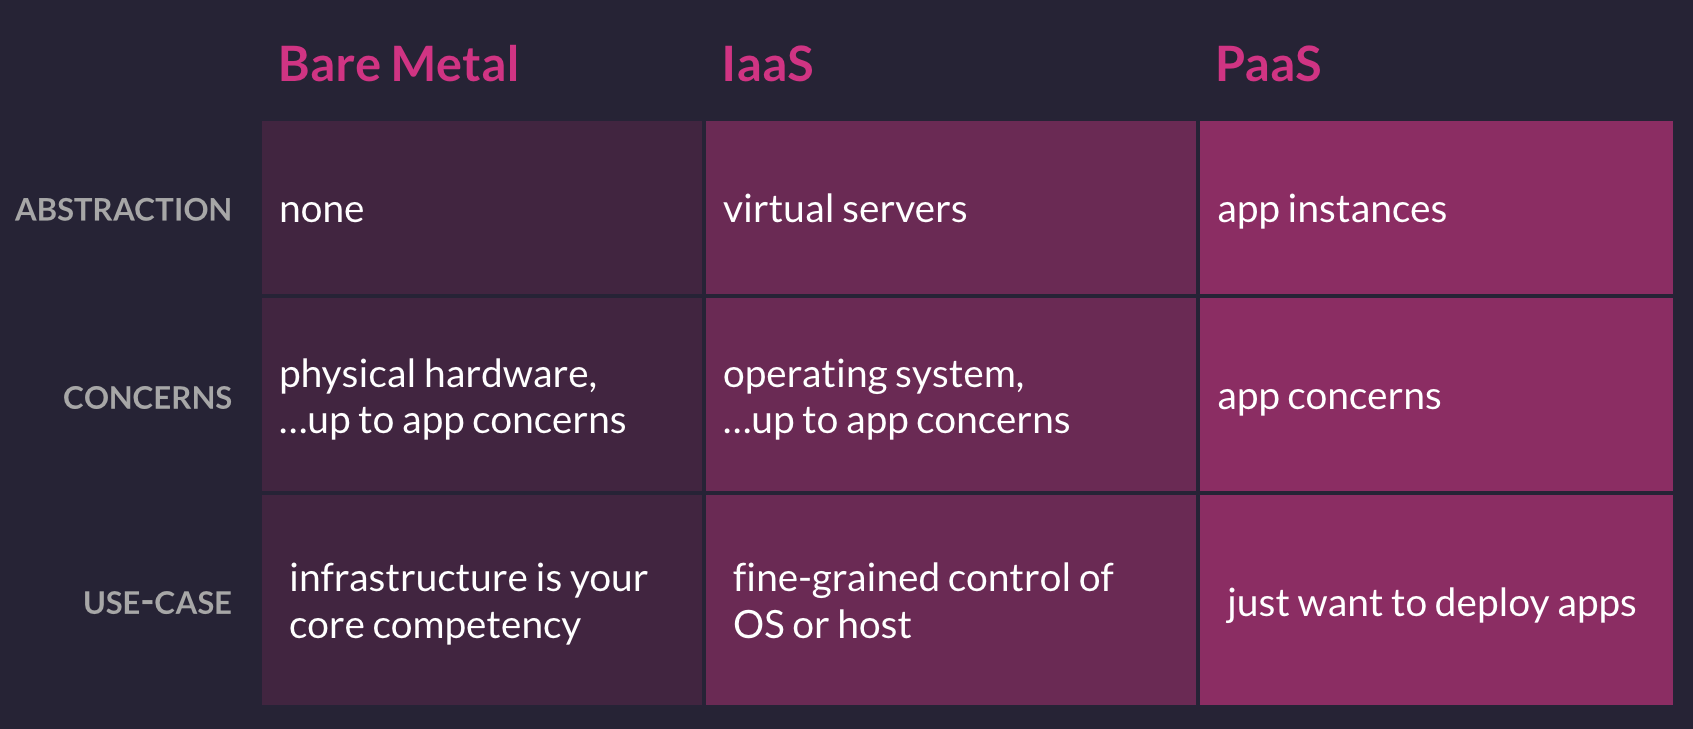 Bare Metal IaaS PaaS
ABSTRACTION none virtual servers app instances
CONCERNS
physical hardware,
...up to app concerns
operating system,
...up to app concerns
app concerns
USE-CASE
infrastructure is your
core competency
fine-grained control of
OS or host
just want to deploy apps